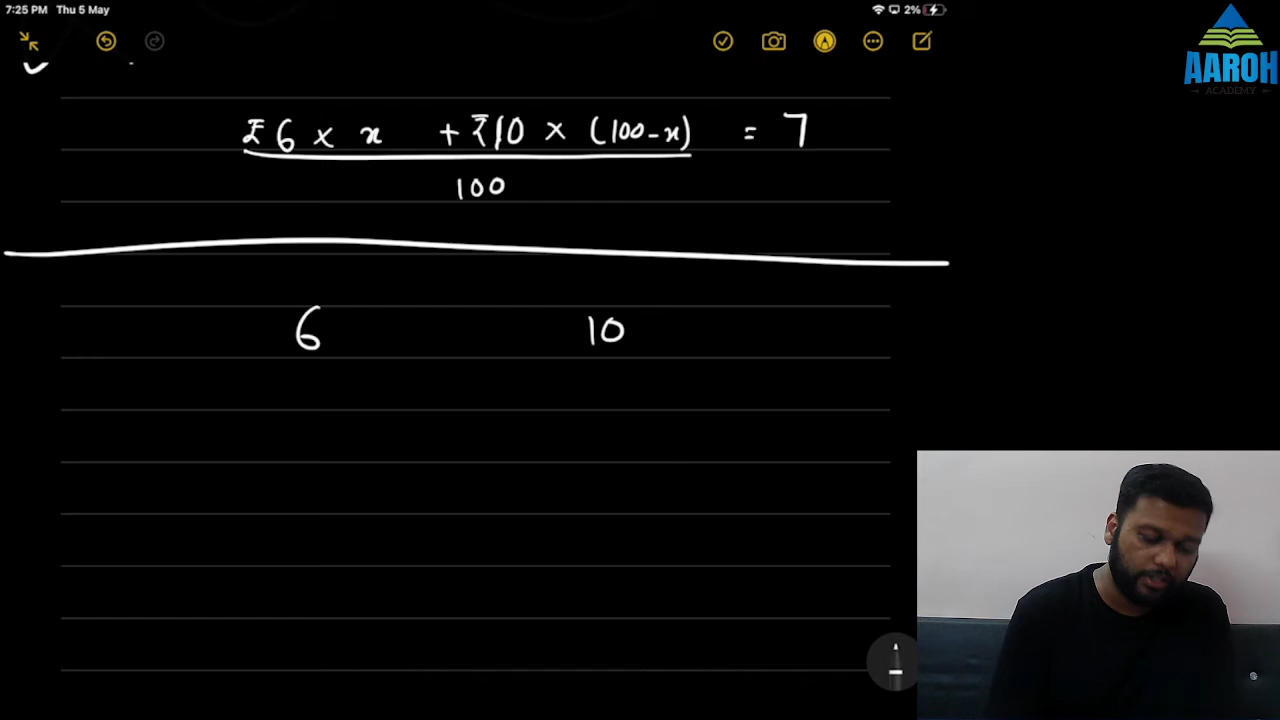 7:25 PM Thu 5 May 2%
AAROH
ACADEMY
₹6 × x + ₹10 × (100-x) = 7
100
6 10